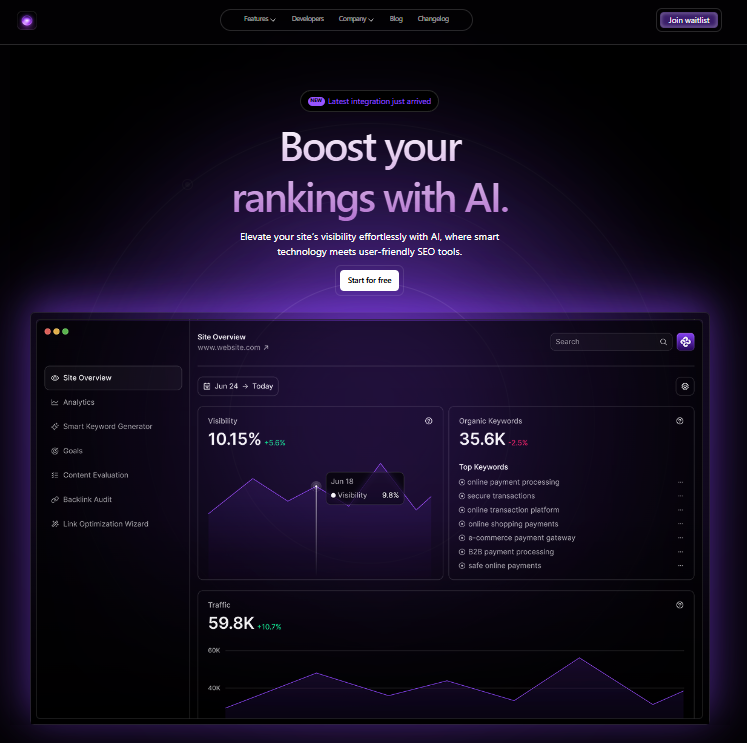 Features
Developers
Company
Blog
Changelog
Join waitlist
NEW Latest integration just arrived
Boost your
rankings with AI.
Elevate your site's visibility effortlessly with AI, where smart
technology meets user-friendly SEO tools.
Start for free
Site Overview
www.website.com ↗
Search
Site Overview
Analytics
Smart Keyword Generator
Goals
Content Evaluation
Backlink Audit
Link Optimization Wizard
Jun 24 → Today
Visibility
10.15% +5.6%
Jun 18
Visibility 9.8%
Organic Keywords
35.6K -2.5%
Top Keywords
online payment processing
secure transactions
online transaction platform
online shopping payments
e-commerce payment gateway
B2B payment processing
safe online payments
Traffic
59.8K +10.7%
60K
40K